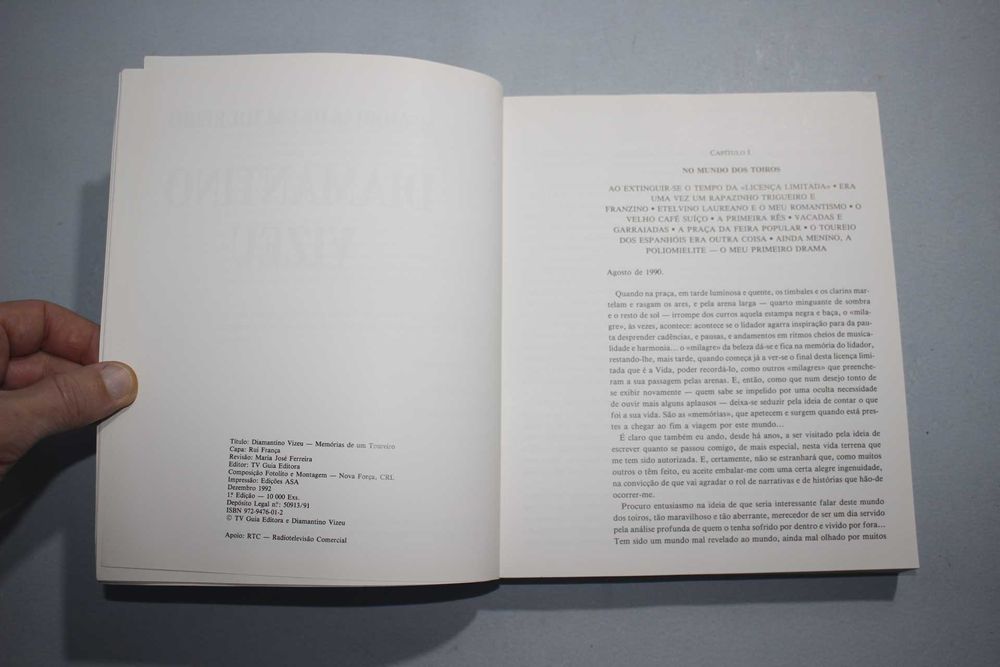 Título: Diamantino Vizeu — Memórias de um Toureiro
Capa: Rui França
Revisão: Maria José Ferreira
Editor: TV Guia Editora
Composição Fotolito e Montagem — Nova Força, CRL
Impressão: Edições ASA
Dezembro 1992
1.ª Edição — 10 000 Exs.
Depósito Legal n.º: 50913/91
ISBN 972-9476-01-2
© TV Guia Editora e Diamantino Vizeu
Apoio: RTC — Radiotelevisão Comercial
CAPÍTULO I
NO MUNDO DOS TOIROS
AO EXTINGUIR-SE O TEMPO DA «LICENÇA LIMITADA» • ERA
UMA VEZ UM RAPAZINHO TRIGUEIRO E
FRANZINO • ETELVINO LAUREANO E O MEU ROMANTISMO • O
VELHO CAFÉ SUÍÇO • A PRIMEIRA RÊS • VACADAS E
GARRAIADAS • A PRAÇA DA FEIRA POPULAR • O TOUREIO
DOS ESPANHÓIS ERA OUTRA COISA • AINDA MENINO, A
POLIOMIELITE — O MEU PRIMEIRO DRAMA
Agosto de 1990.
Quando na praça, em tarde luminosa e quente, os timbales e os clarins mar-
telam e rasgam os ares, e pela arena larga — quarto minguante de sombra
e o resto de sol — irrompe dos curros aquela estampa negra e baça, o «mila-
gre», às vezes, acontece: acontece se o lidador agarra inspiração para da pau-
ta desprender cadências, e pausas, e andamentos em ritmos cheios de musica-
lidade e harmonia... o «milagre» da beleza dá-se e fica na memória do lidador,
restando-lhe, mais tarde, quando começa já a ver-se o final desta licença limi-
tada que é a Vida, poder recordá-lo, como outros «milagres» que preenche-
ram a sua passagem pelas arenas. E, então, como que num desejo tonto de
se exibir novamente — quem sabe se impelido por uma oculta necessidade
de ouvir mais alguns aplausos — deixa-se seduzir pela ideia de contar o que
foi a sua vida. São as «memórias», que apetecem e surgem quando está pres-
tes a chegar ao fim a viagem por este mundo...
É claro que também eu ando, desde há anos, a ser visitado pela ideia de
escrever quanto se passou comigo, de mais especial, nesta vida terrena que
me tem sido autorizada. E, certamente, não se estranhará que, como muitos
outros o têm feito, eu aceite embalar-me com uma certa alegre ingenuidade,
na convicção de que vai agradar o rol de narrativas e de histórias que hão-de
ocorrer-me.
Procuro entusiasmo na ideia de que seria interessante falar deste mundo
dos toiros, tão maravilhoso e tão aberrante, merecedor de ser um dia servido
pela análise profunda de quem o tenha sofrido por dentro e vivido por fora...
Tem sido um mundo mal revelado ao mundo, ainda mal olhado por muitos